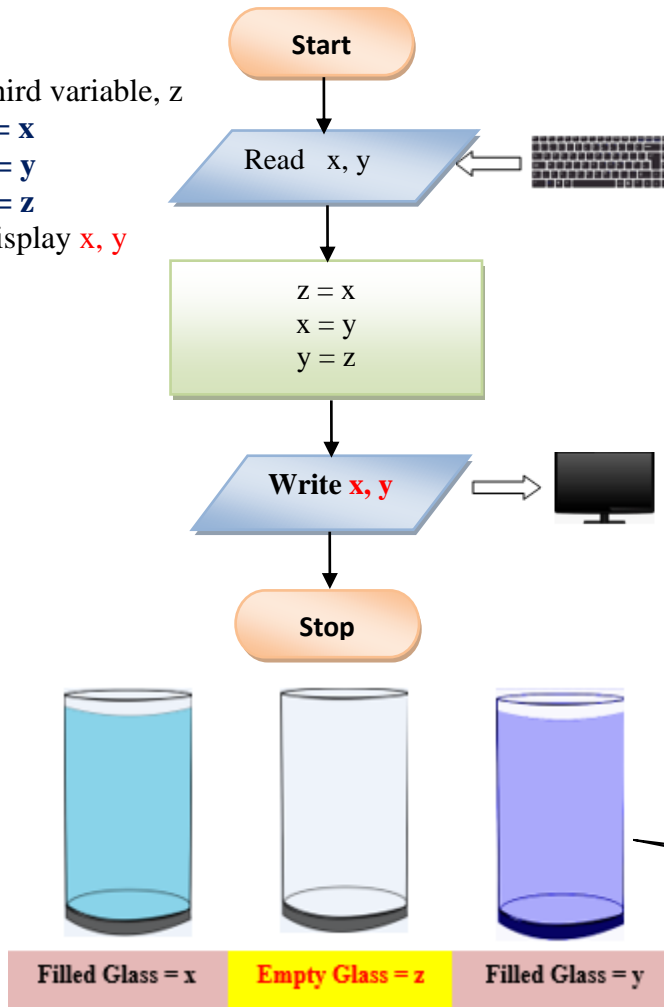 Start
hird variable, z
= x
= y
= z
isplay x, y
Read x, y
z = x
x = y
y = z
Write x, y
Stop
Filled Glass = x
Empty Glass = z
Filled Glass = y